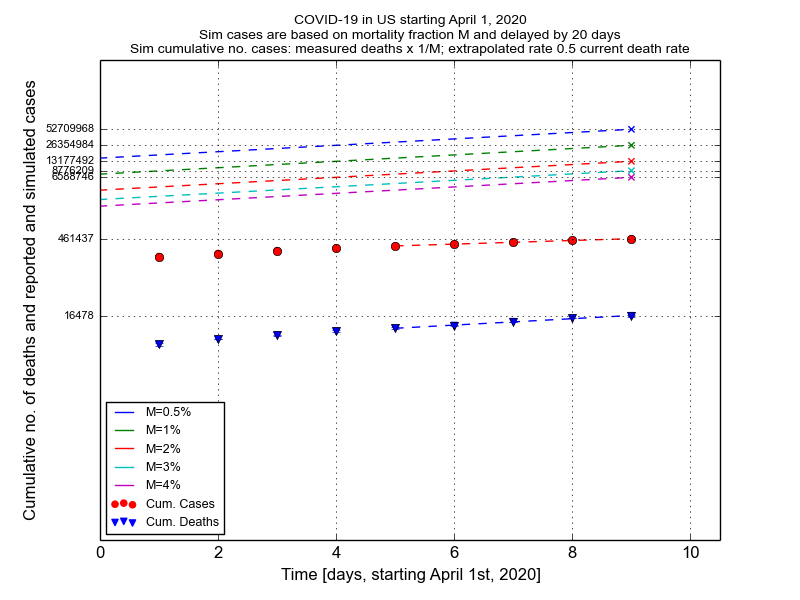 COVID-19 in US starting April 1, 2020
Sim cases are based on mortality fraction M and delayed by 20 days
Sim cumulative no. cases: measured deaths x 1/M; extrapolated rate 0.5 current death rate
Cumulative no. of deaths and reported and simulated cases
52709968
26354984
13177492
8776209
6588746
461437
16478
M=0.5%
M=1%
M=2%
M=3%
M=4%
Cum. Cases
Cum. Deaths
0 2 4 6 8 10
Time [days, starting April 1st, 2020]